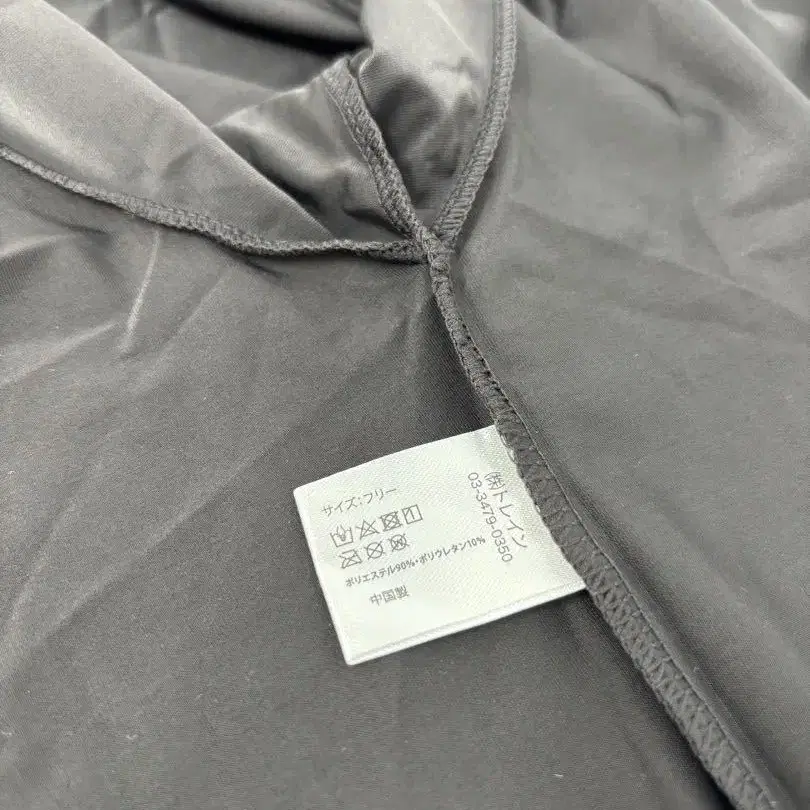 サイズ:フリー
ポリエステル90%・ポリウレタン10%
中国製
(株)トレイン
03-3479-0350